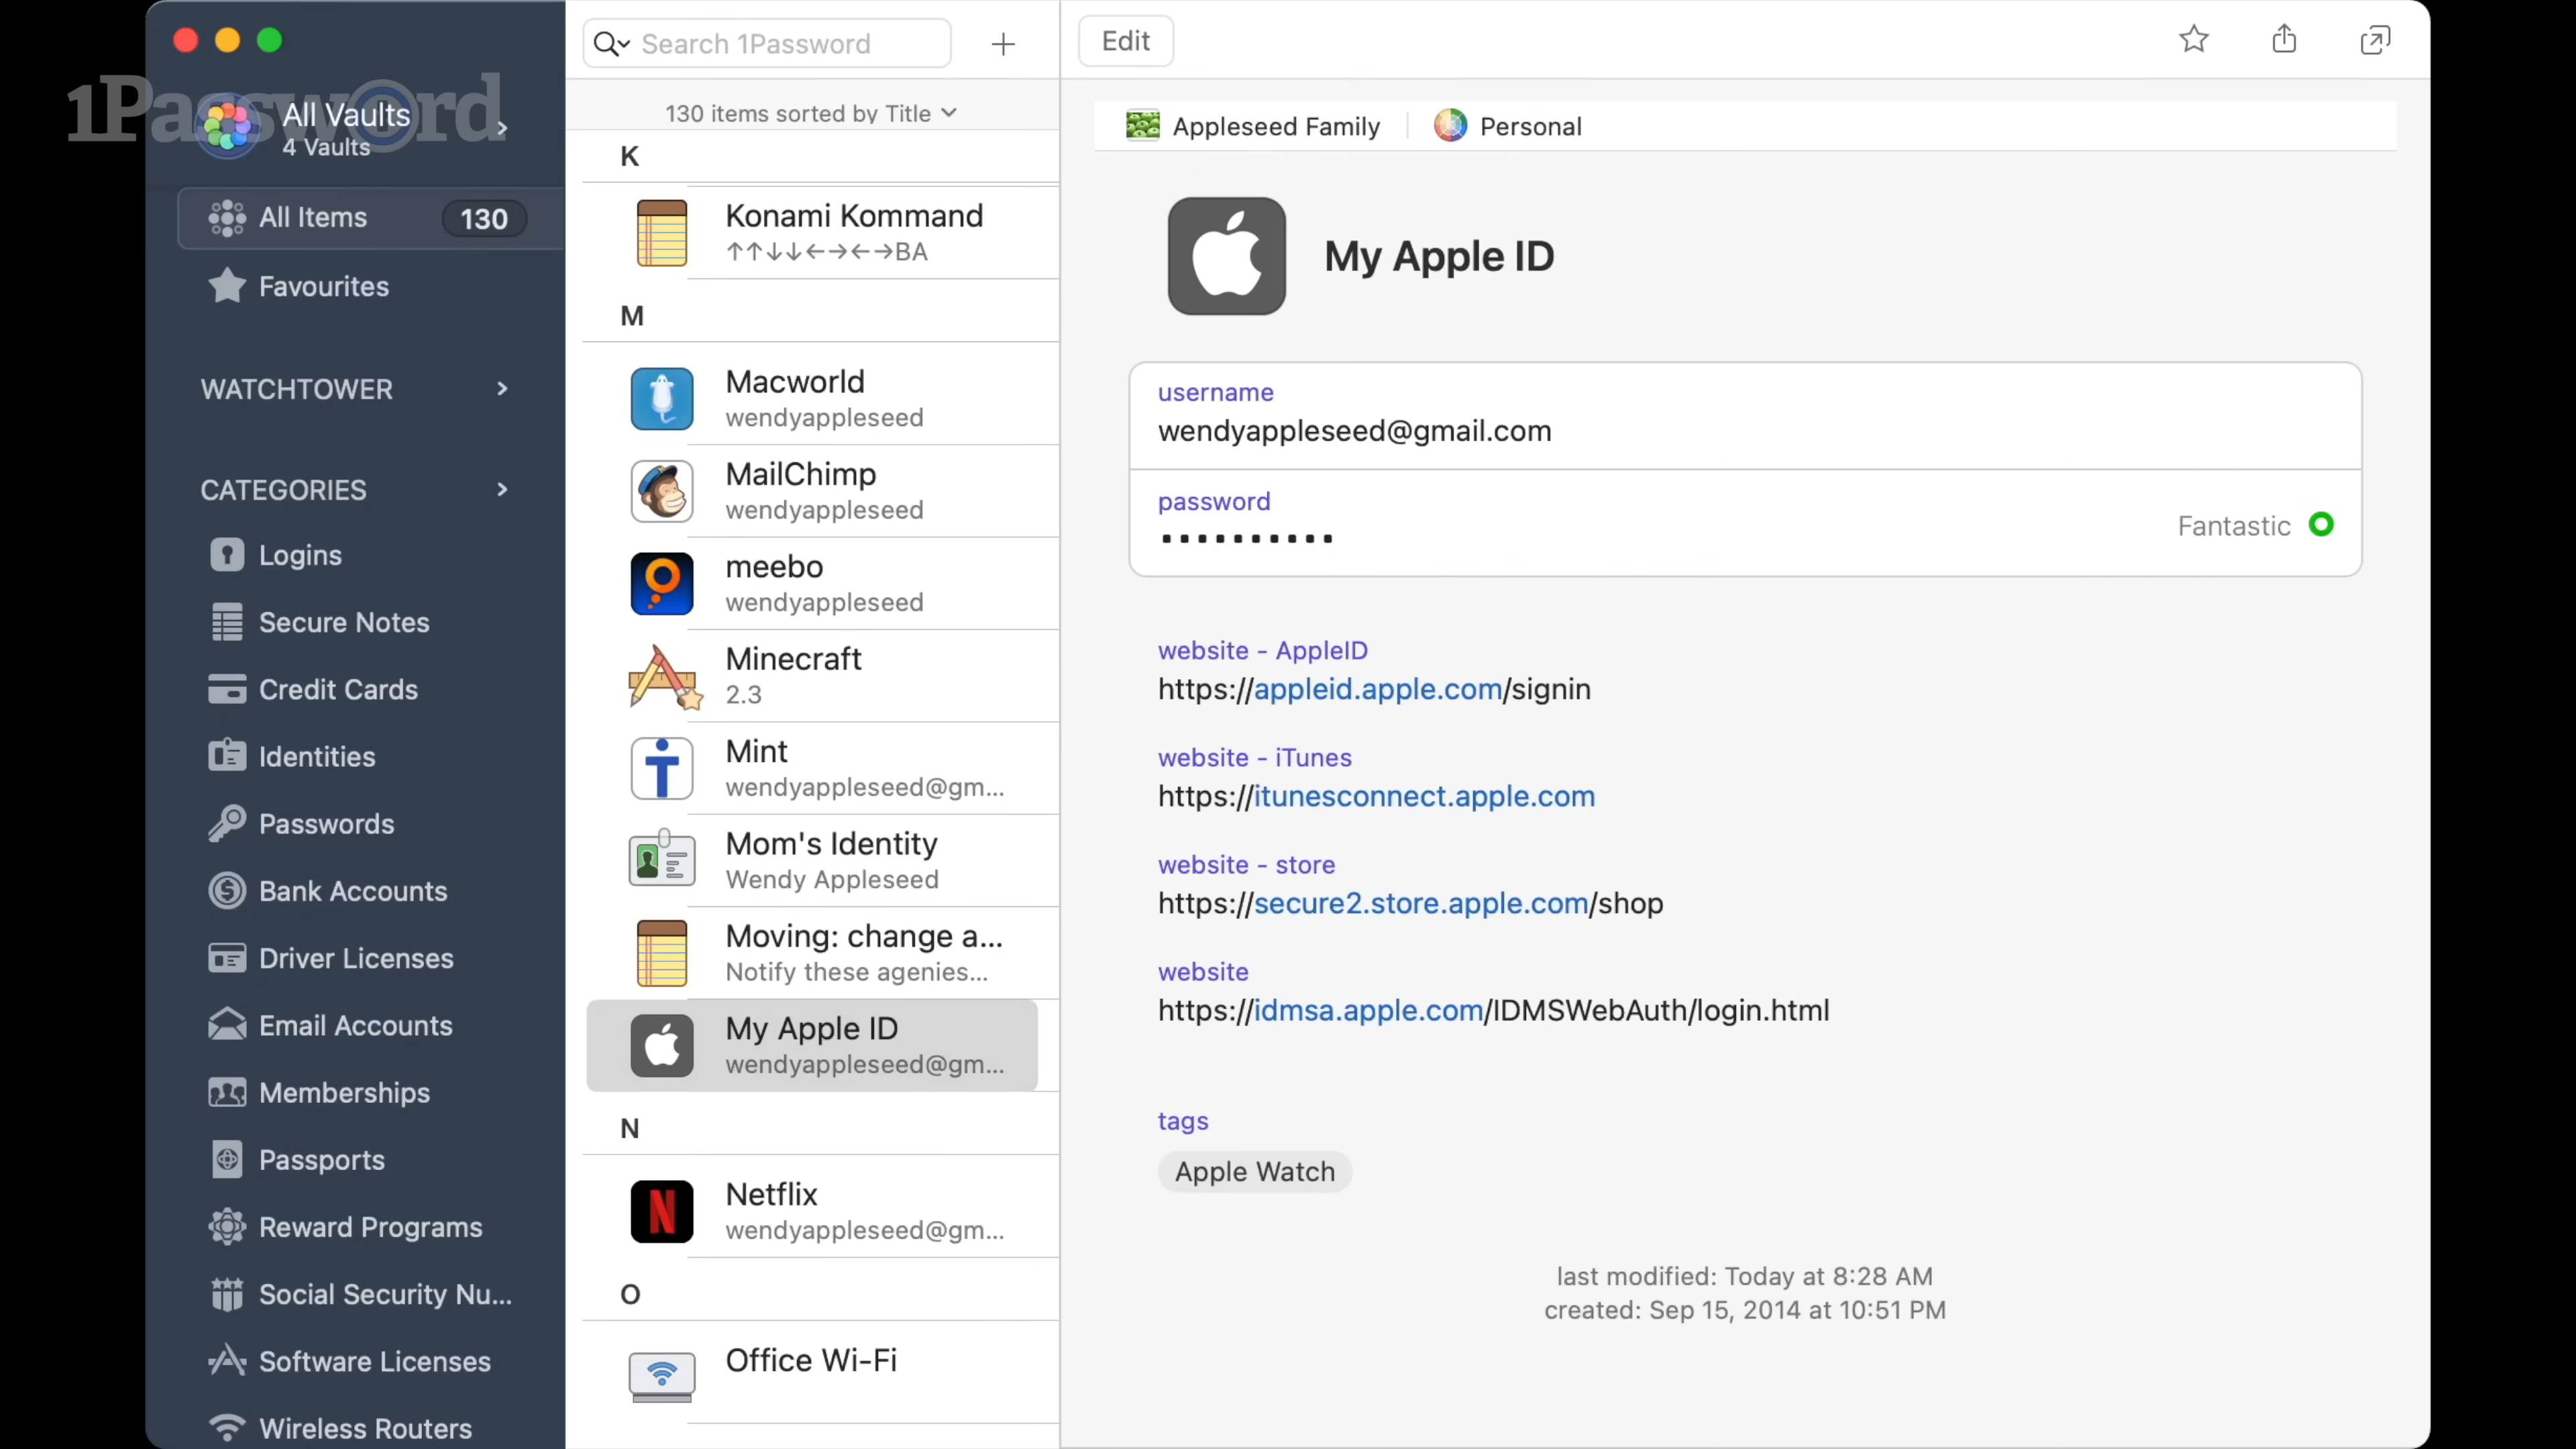 1Password
All Vaults
4 Vaults
All Items 130
Favourites
WATCHTOWER
CATEGORIES
Logins
Secure Notes
Credit Cards
Identities
Passwords
Bank Accounts
Driver Licenses
Email Accounts
Memberships
Passports
Reward Programs
Social Security Nu...
Software Licenses
Wireless Routers
Search 1Password
130 items sorted by Title
K
Konami Kommand
↑↑↓↓←→←→BA
M
Macworld
wendyappleseed
MailChimp
wendyappleseed
meebo
wendyappleseed
Minecraft
2.3
Mint
wendyappleseed@gm...
Mom's Identity
Wendy Appleseed
Moving: change a...
Notify these agenies...
My Apple ID
wendyappleseed@gm...
N
Netflix
wendyappleseed@gm...
O
Office Wi-Fi
Edit
Appleseed Family Personal
My Apple ID
username
wendyappleseed@gmail.com
password
•••••••••• Fantastic
website - AppleID
https://appleid.apple.com/signin
website - iTunes
https://itunesconnect.apple.com
website - store
https://secure2.store.apple.com/shop
website
https://idmsa.apple.com/IDMSWebAuth/login.html
tags
Apple Watch
last modified: Today at 8:28 AM
created: Sep 15, 2014 at 10:51 PM